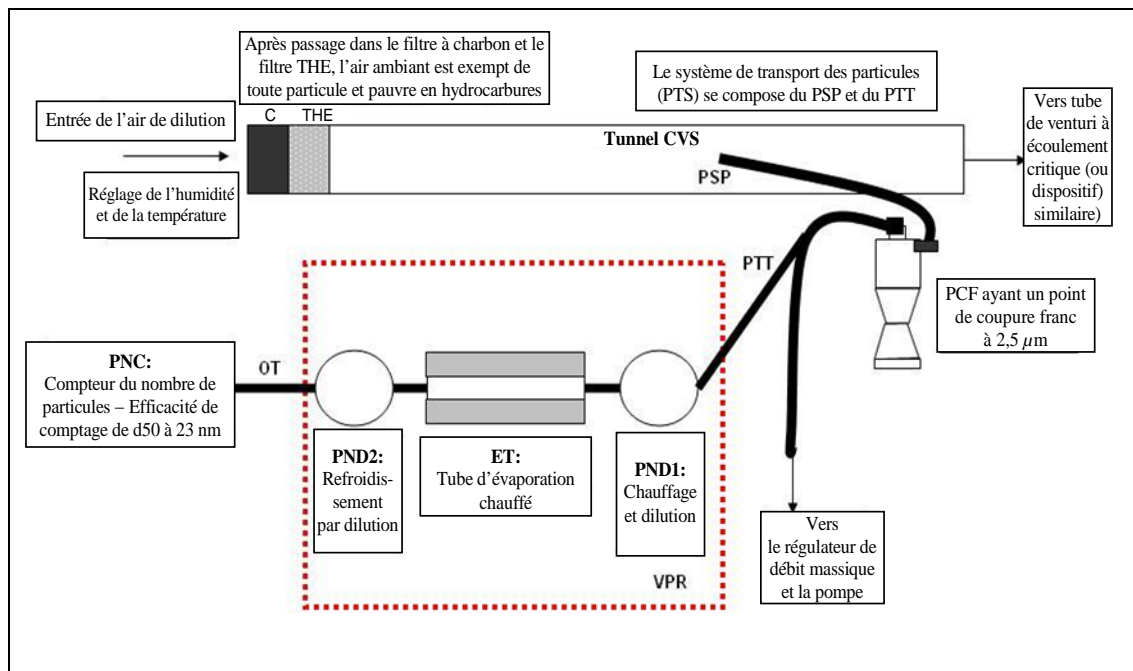 Après passage dans le filtre à charbon et le
filtre THE, l'air ambiant est exempt de
toute particule et pauvre en hydrocarbures
Le système de transport des particules
(PTS) se compose du PSP et du PTT
Entrée de l'air de dilution
C THE
Tunnel CVS
PSP
Vers tube
de venturi à
écoulement
critique (ou
dispositif)
similaire)
Réglage de l'humidité
et de la température
PTT
PCF ayant un point
de coupure franc
à 2,5 µm
PNC:
Compteur du nombre de
particules – Efficacité de
comptage de d50 à 23 nm
OT
PND2:
Refroidis-
sement
par dilution
ET:
Tube d'évaporation
chauffé
PND1:
Chauffage
et dilution
VPR
Vers
le régulateur de
débit massique
et la pompe